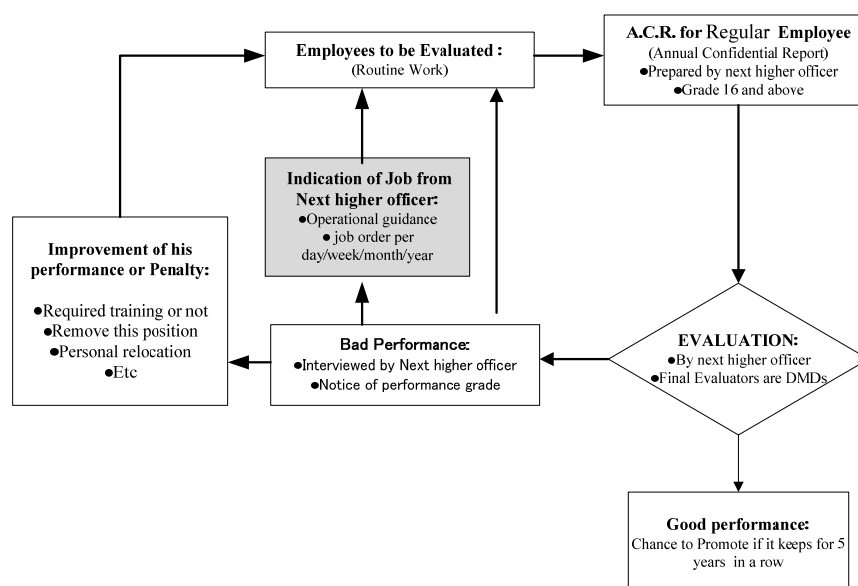 Employees to be Evaluated :
(Routine Work)
A.C.R. for Regular Employee
(Annual Confidential Report)
●Prepared by next higher officer
●Grade 16 and above
Indication of Job from
Next higher officer:
●Operational guidance
● job order per
day/week/month/year
Improvement of his
performance or Penalty:
●Required training or not
●Remove this position
●Personal relocation
●Etc
Bad Performance:
●Interviewed by Next higher officer
●Notice of performance grade
EVALUATION:
●By next higher officer
●Final Evaluators are DMDs
Good performance:
Chance to Promote if it keeps for 5
years in a row